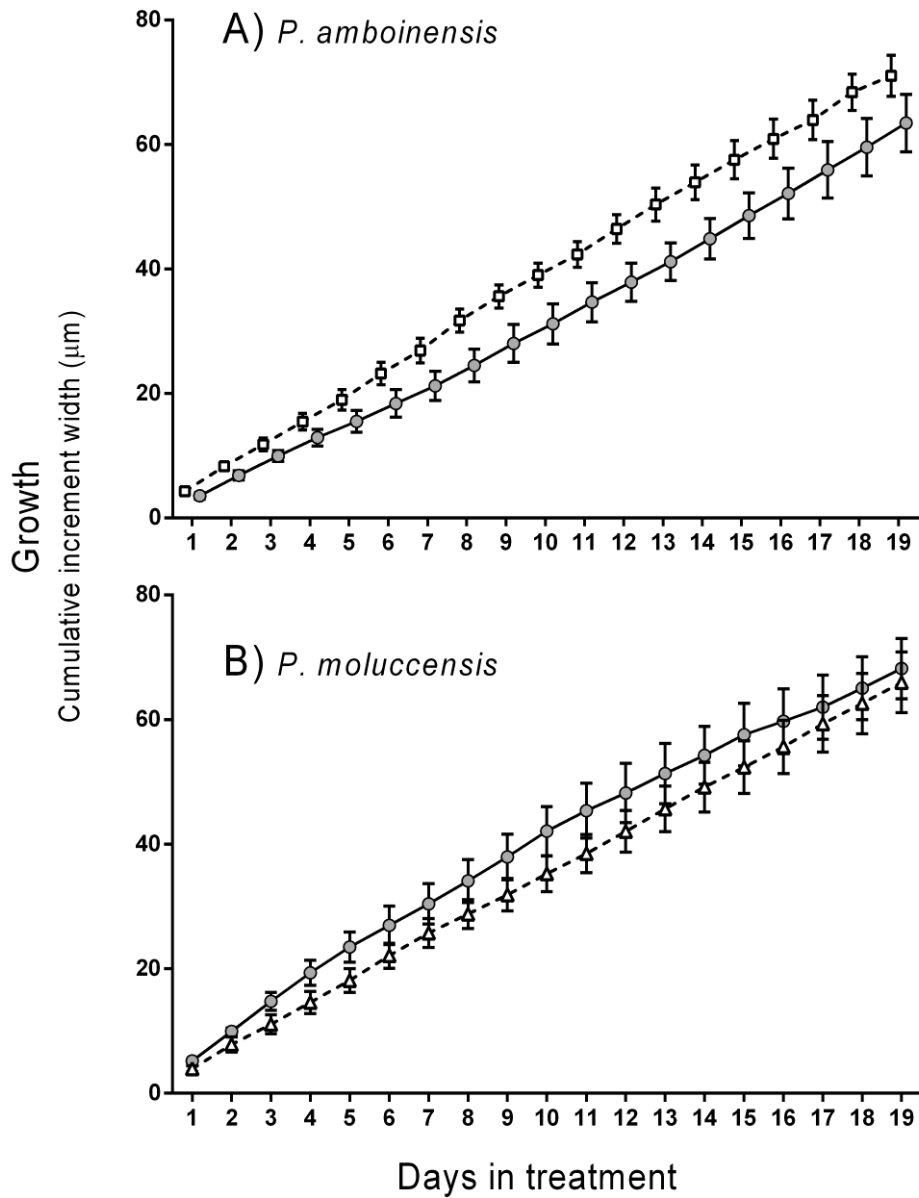 A) P. amboinensis
80
60
40
20
0
1 2 3 4 5 6 7 8 9 10 11 12 13 14 15 16 17 18 19
Growth
Cumulative increment width (μm)
B) P. moluccensis
80
60
40
20
0
1 2 3 4 5 6 7 8 9 10 11 12 13 14 15 16 17 18 19
Days in treatment